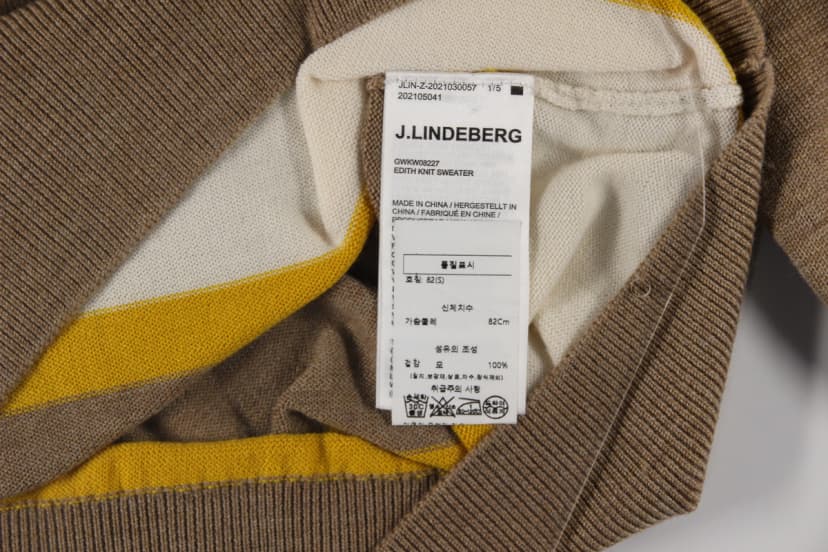 JLIN-Z-2021030057 1/5
202105041
J.LINDEBERG
GWKW08227
EDITH KNIT SWEATER
MADE IN CHINA / HERGESTELLT IN
CHINA / FABRIQUÉ EN CHINE /
품질표시
호칭 82(S)
신체치수
가슴둘레 82Cm
섬유의 조성
겉감 모 100%
취급주의 사항
30℃